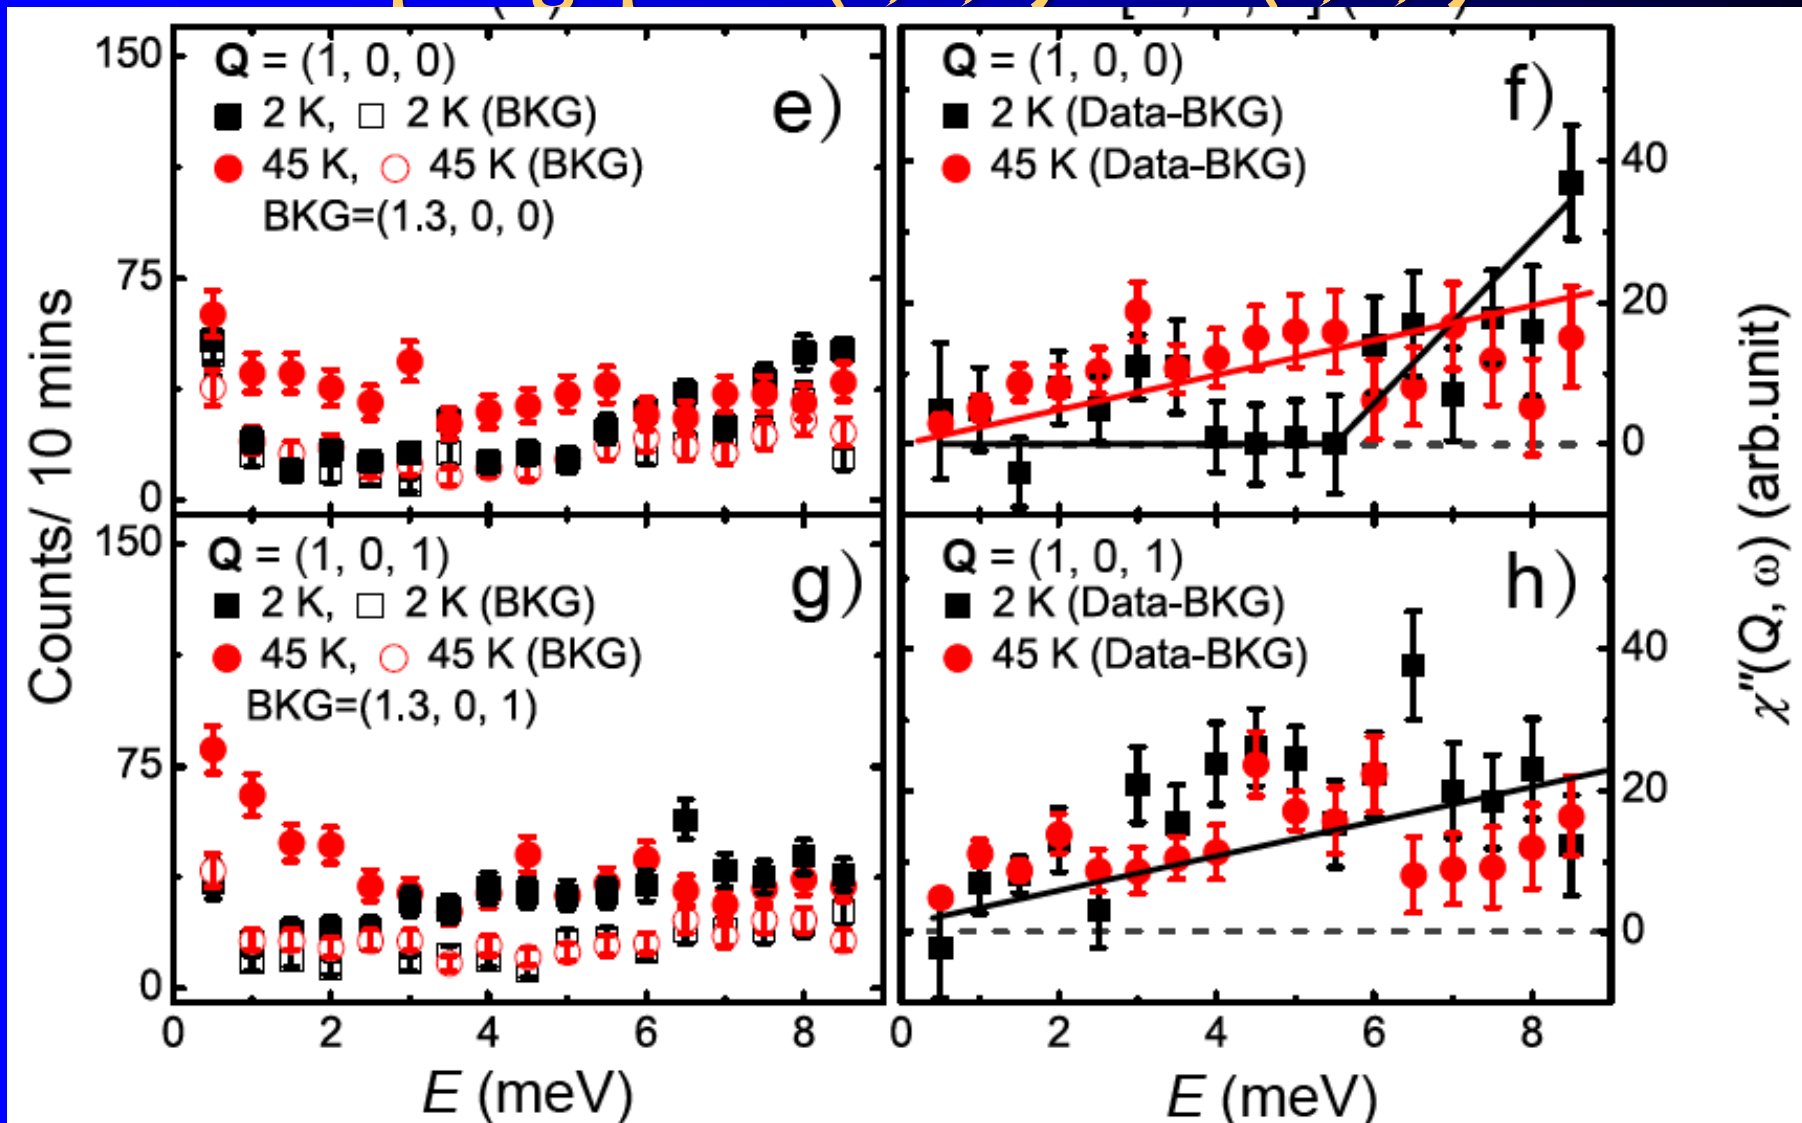 Q = (1, 0, 0)
2 K, 2 K (BKG)
45 K, 45 K (BKG)
BKG=(1.3, 0, 0)
e)
150
75
0
Q = (1, 0, 0)
2 K (Data-BKG)
45 K (Data-BKG)
f)
40
20
0
Q = (1, 0, 1)
2 K, 2 K (BKG)
45 K, 45 K (BKG)
BKG=(1.3, 0, 1)
g)
150
75
0
Q = (1, 0, 1)
2 K (Data-BKG)
45 K (Data-BKG)
h)
40
20
0
Counts/ 10 mins
χ"(Q, ω) (arb.unit)
0 2 4 6 8
0 2 4 6 8
E (meV)
E (meV)